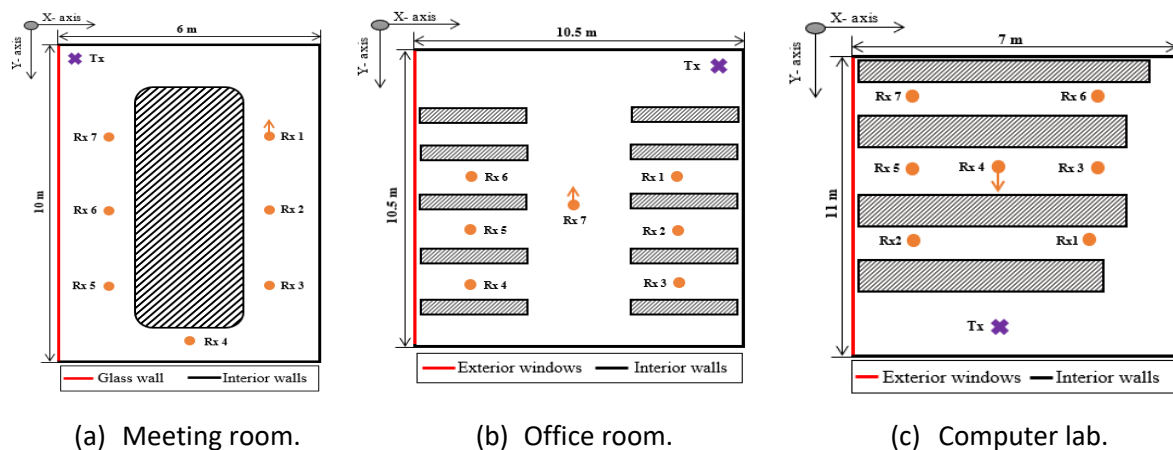 X- axis
Y- axis
6 m
10 m
Tx
Rx 7
Rx 1
Rx 6
Rx 2
Rx 5
Rx 3
Rx 4
Glass wall
Interior walls
(a) Meeting room.
X- axis
Y- axis
10.5 m
10.5 m
Tx
Rx 6
Rx 1
Rx 7
Rx 5
Rx 2
Rx 4
Rx 3
Exterior windows
Interior walls
(b) Office room.
X- axis
Y- axis
7 m
11 m
Rx 7
Rx 6
Rx 5
Rx 4
Rx 3
Rx2
Rx1
Tx
Exterior windows
Interior walls
(c) Computer lab.